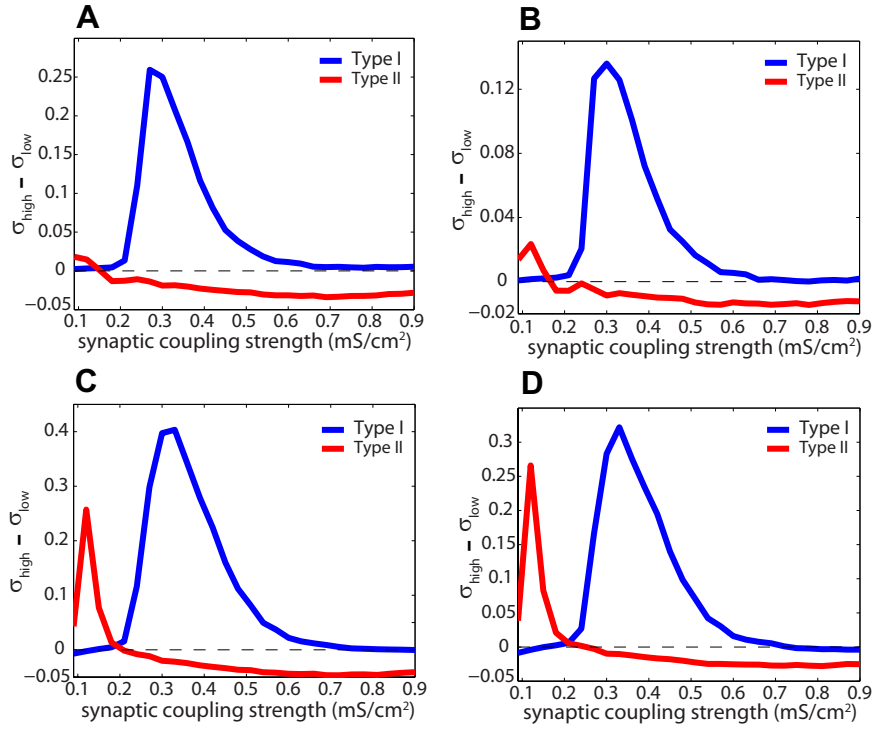 A
Type I
Type II
σhigh − σlow
0.25
0.15
0.05
0
−0.05
0.1 0.2 0.3 0.4 0.5 0.6 0.7 0.8 0.9
synaptic coupling strength (mS/cm²)
B
Type I
Type II
σhigh − σlow
0.12
0.08
0.04
0
−0.02
0.1 0.2 0.3 0.4 0.5 0.6 0.7 0.8 0.9
synaptic coupling strength (mS/cm²)
C
Type I
Type II
σhigh − σlow
0.4
0.3
0.2
0.1
0
−0.05
0.1 0.2 0.3 0.4 0.5 0.6 0.7 0.8 0.9
synaptic coupling strength (mS/cm²)
D
Type I
Type II
σhigh − σlow
0.3
0.25
0.2
0.15
0.1
0.05
0
−0.05
0.1 0.2 0.3 0.4 0.5 0.6 0.7 0.8 0.9
synaptic coupling strength (mS/cm²)